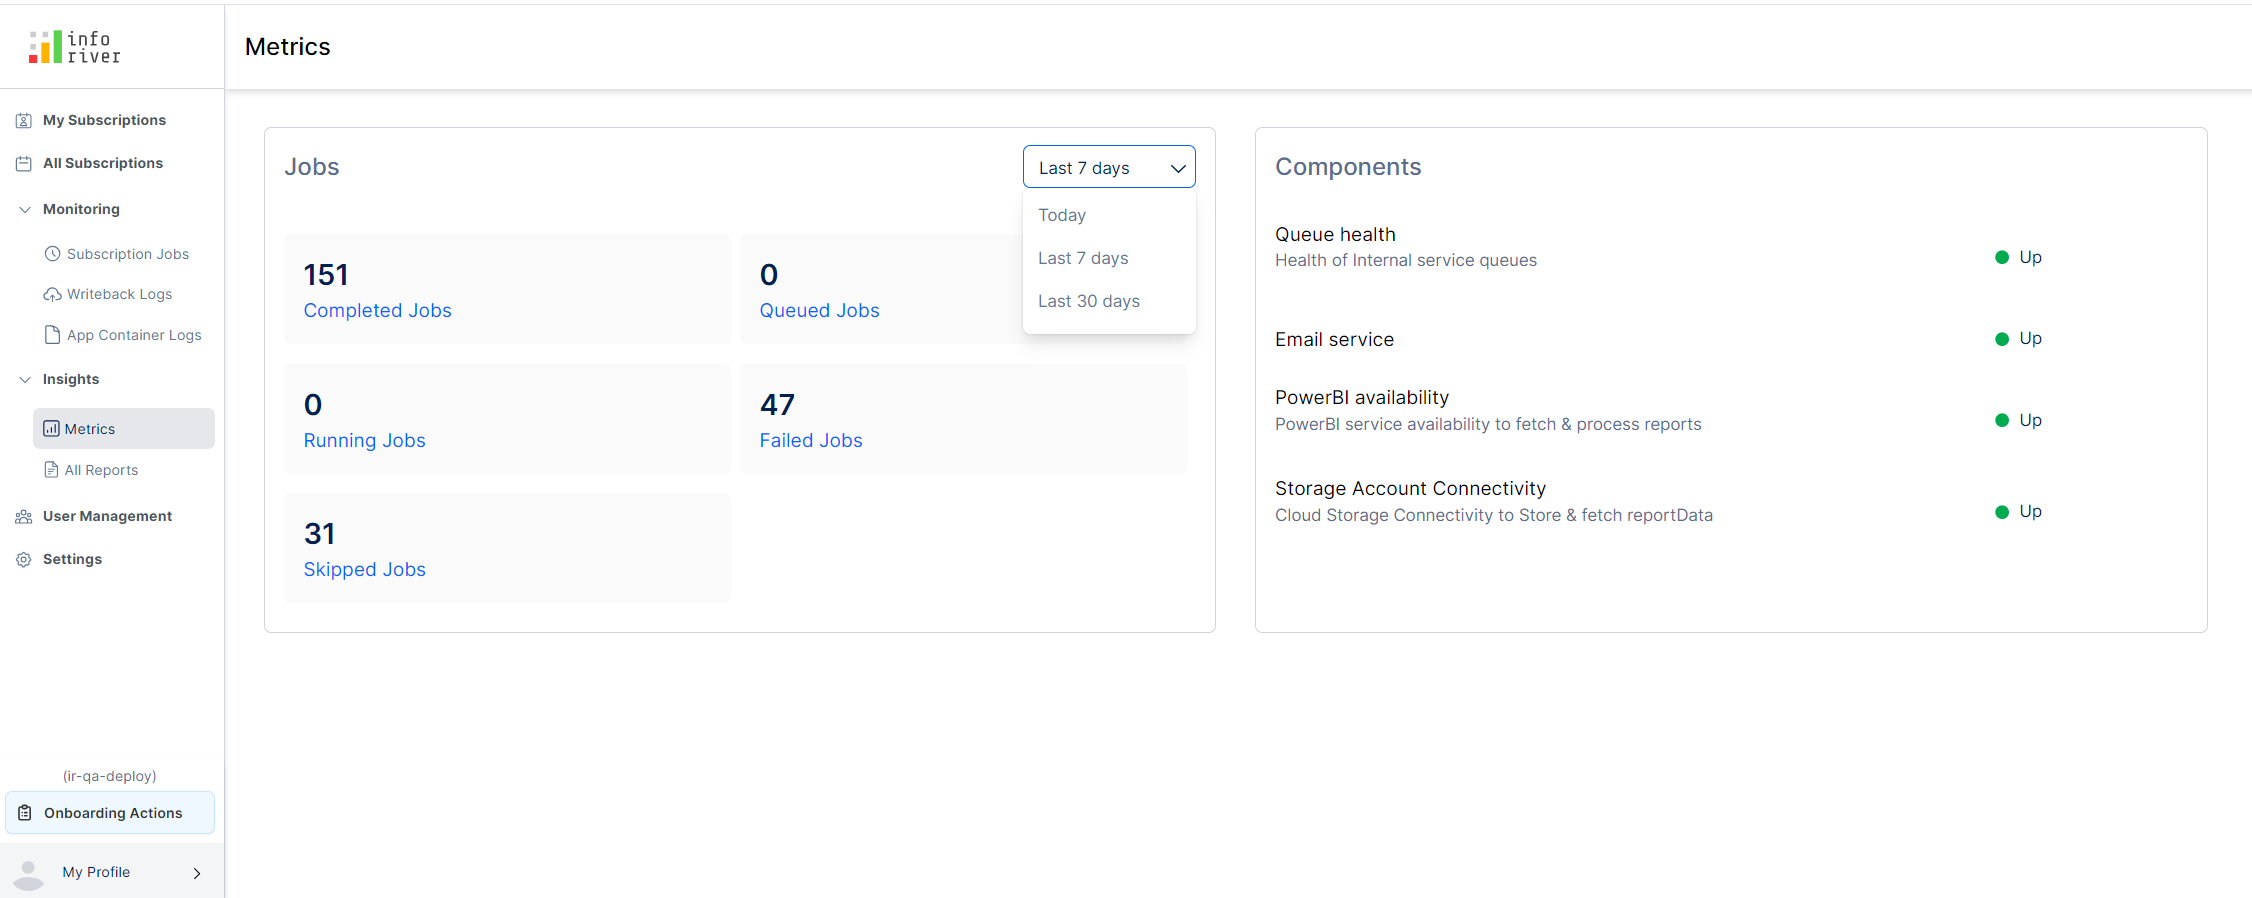 info
river
Metrics
My Subscriptions
All Subscriptions
Monitoring
Subscription Jobs
Writeback Logs
App Container Logs
Insights
Metrics
All Reports
User Management
Settings
(ir-qa-deploy)
Onboarding Actions
My Profile
Jobs
Last 7 days
Today
Last 7 days
Last 30 days
151
Completed Jobs
0
Queued Jobs
0
Running Jobs
47
Failed Jobs
31
Skipped Jobs
Components
Queue health
Health of Internal service queues
Up
Email service
Up
PowerBI availability
PowerBI service availability to fetch & process reports
Up
Storage Account Connectivity
Cloud Storage Connectivity to Store & fetch reportData
Up